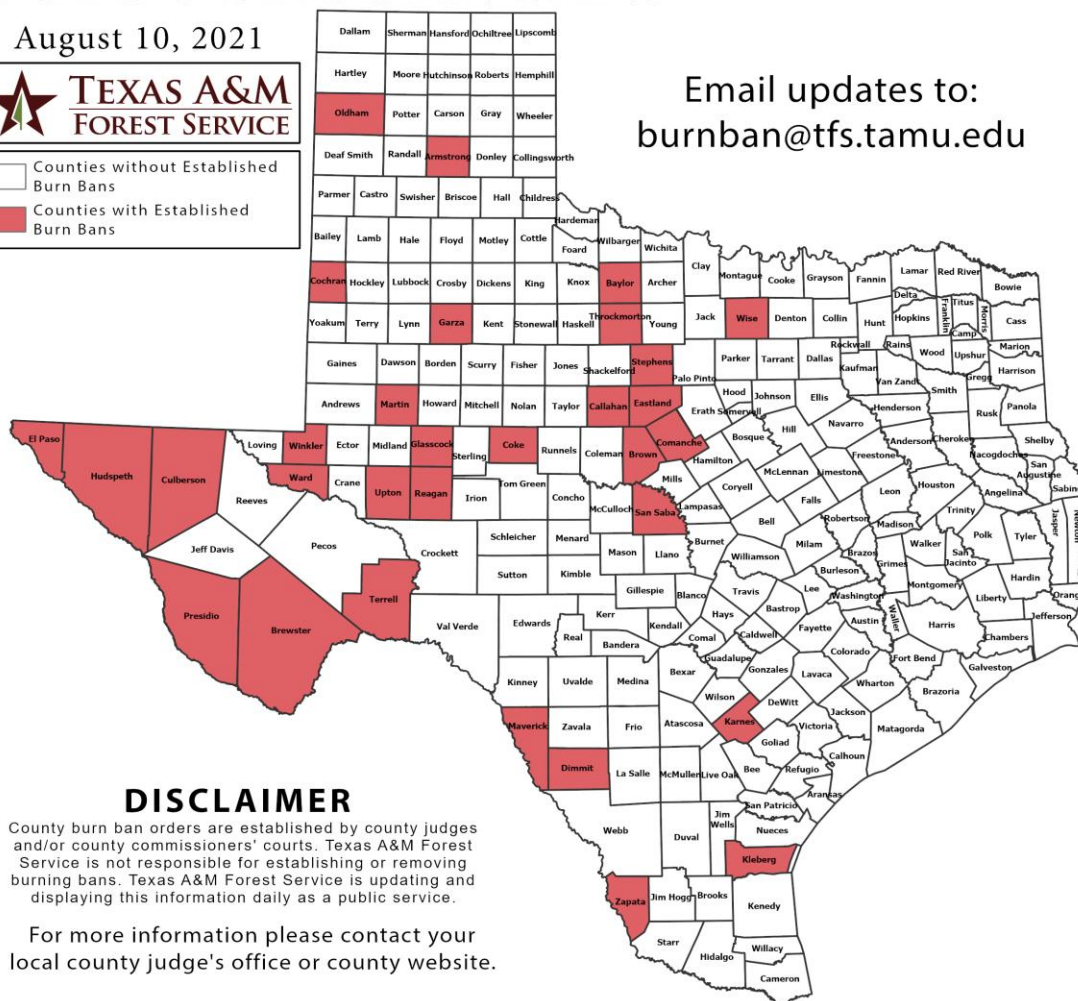 August 10, 2021
TEXAS A&M
FOREST SERVICE
Counties without Established
Burn Bans
Counties with Established
Burn Bans
Email updates to:
burnban@tfs.tamu.edu
Dallam Sherman Hansford Ochiltree Lipscomb
Hartley Moore Hutchinson Roberts Hemphill
Oldham Potter Carson Gray Wheeler
Deaf Smith Randall Armstrong Donley Collingsworth
Parmer Castro Swisher Briscoe Hall Childress
Hardeman
Bailey Lamb Hale Floyd Motley Cottle Foard Wilbarger Wichita
Clay Montague Cooke Grayson Fannin Lamar Red River Bowie
Cochran Hockley Lubbock Crosby Dickens King Knox Baylor Archer
Delta Franklin Titus Morris Cass
Yoakum Terry Lynn Garza Kent Stonewall Haskell Throckmorton Young Jack Wise Denton Collin Hunt Hopkins Camp
Rockwall Rains Wood Upshur Marion
Gaines Dawson Borden Scurry Fisher Jones Shackelford Stephens Palo Pinto Parker Tarrant Dallas Kaufman Van Zandt Gregg Harrison
Andrews Martin Howard Mitchell Nolan Taylor Callahan Eastland Erath Hood Somervell Johnson Ellis Henderson Smith Rusk Panola
El Paso Hudspeth Culberson Loving Winkler Ector Midland Glasscock Sterling Coke Runnels Coleman Brown Comanche Hamilton Bosque Hill Navarro Anderson Cherokee Nacogdoches Shelby
Reeves Ward Crane Upton Reagan Irion Tom Green Concho McCulloch San Saba Mills Lampasas Coryell McLennan Limestone Freestone Leon Houston Angelina San Augustine Sabine
Jeff Davis Pecos Crockett Schleicher Menard Mason Llano Burnet Bell Falls Robertson Madison Trinity Polk Tyler Jasper Newton
Presidio Brewster Terrell Sutton Kimble Gillespie Blanco Williamson Milam Brazos Grimes Walker San Jacinto Hardin
Val Verde Edwards Real Kerr Kendall Hays Travis Bastrop Lee Burleson Washington Montgomery Liberty Orang
Bandera Comal Caldwell Fayette Austin Waller Harris Chambers Jefferson
Kinney Uvalde Medina Bexar Guadalupe Gonzales Lavaca Colorado Fort Bend Galveston
Wilson DeWitt Wharton Brazoria
Maverick Zavala Frio Atascosa Karnes Victoria Jackson Matagorda
Goliad Calhoun
Dimmit La Salle McMullen Live Oak Bee Refugio Aransas
San Patricio
Webb Duval Jim Wells Nueces
Kleberg
Zapata Jim Hogg Brooks Kenedy
Starr Hidalgo Willacy
Cameron
DISCLAIMER
County burn ban orders are established by county judges
and/or county commissioners' courts. Texas A&M Forest
Service is not responsible for establishing or removing
burning bans. Texas A&M Forest Service is updating and
displaying this information daily as a public service.
For more information please contact your
local county judge's office or county website.